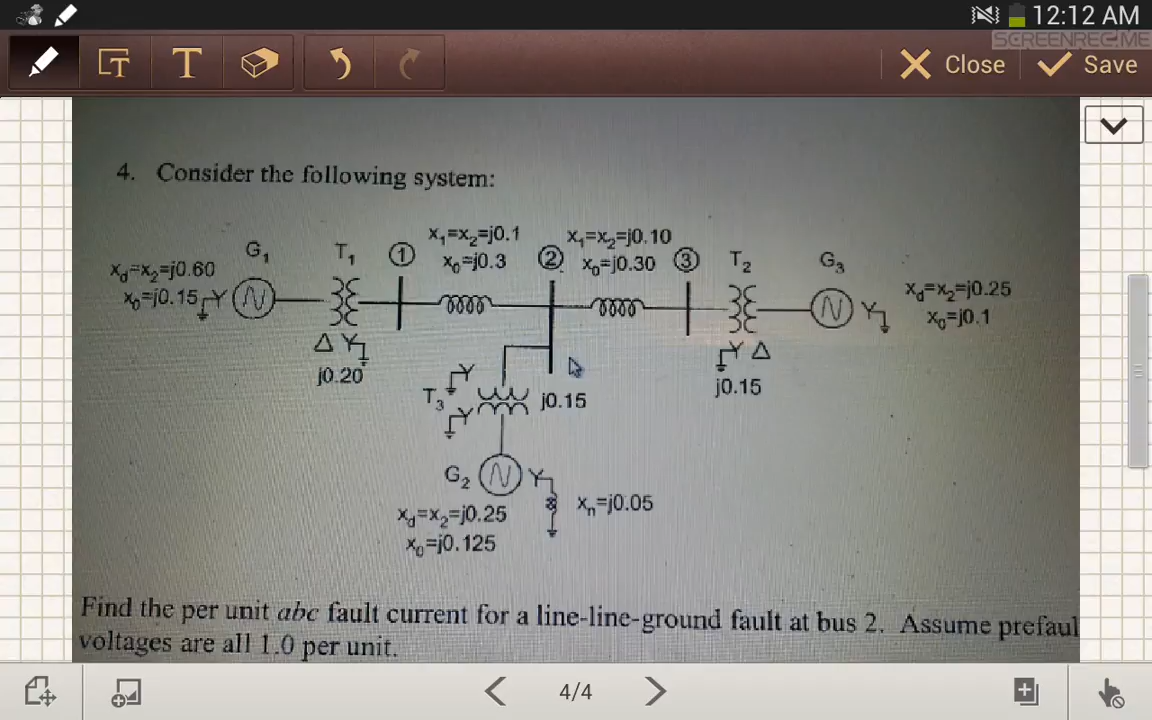 12:12 AM
SCREENREC.ME
T
T
Close
Save
4. Consider the following system:
G₁
T₁
①
x₁=x₂=j0.1
x₀=j0.3
②
x₁=x₂=j0.10
x₀=j0.30
③
T₂
G₃
x_d=x₂=j0.60
x₀=j0.15
Y
x_d=x₂=j0.25
x₀=j0.1
Y
Δ Y
j0.20
Y Δ
j0.15
T₃
Y
Y
j0.15
G₂
Y
x_n=j0.05
x_d=x₂=j0.25
x₀=j0.125
Find the per unit abc fault current for a line-line-ground fault at bus 2. Assume prefaul
voltages are all 1.0 per unit.
4/4